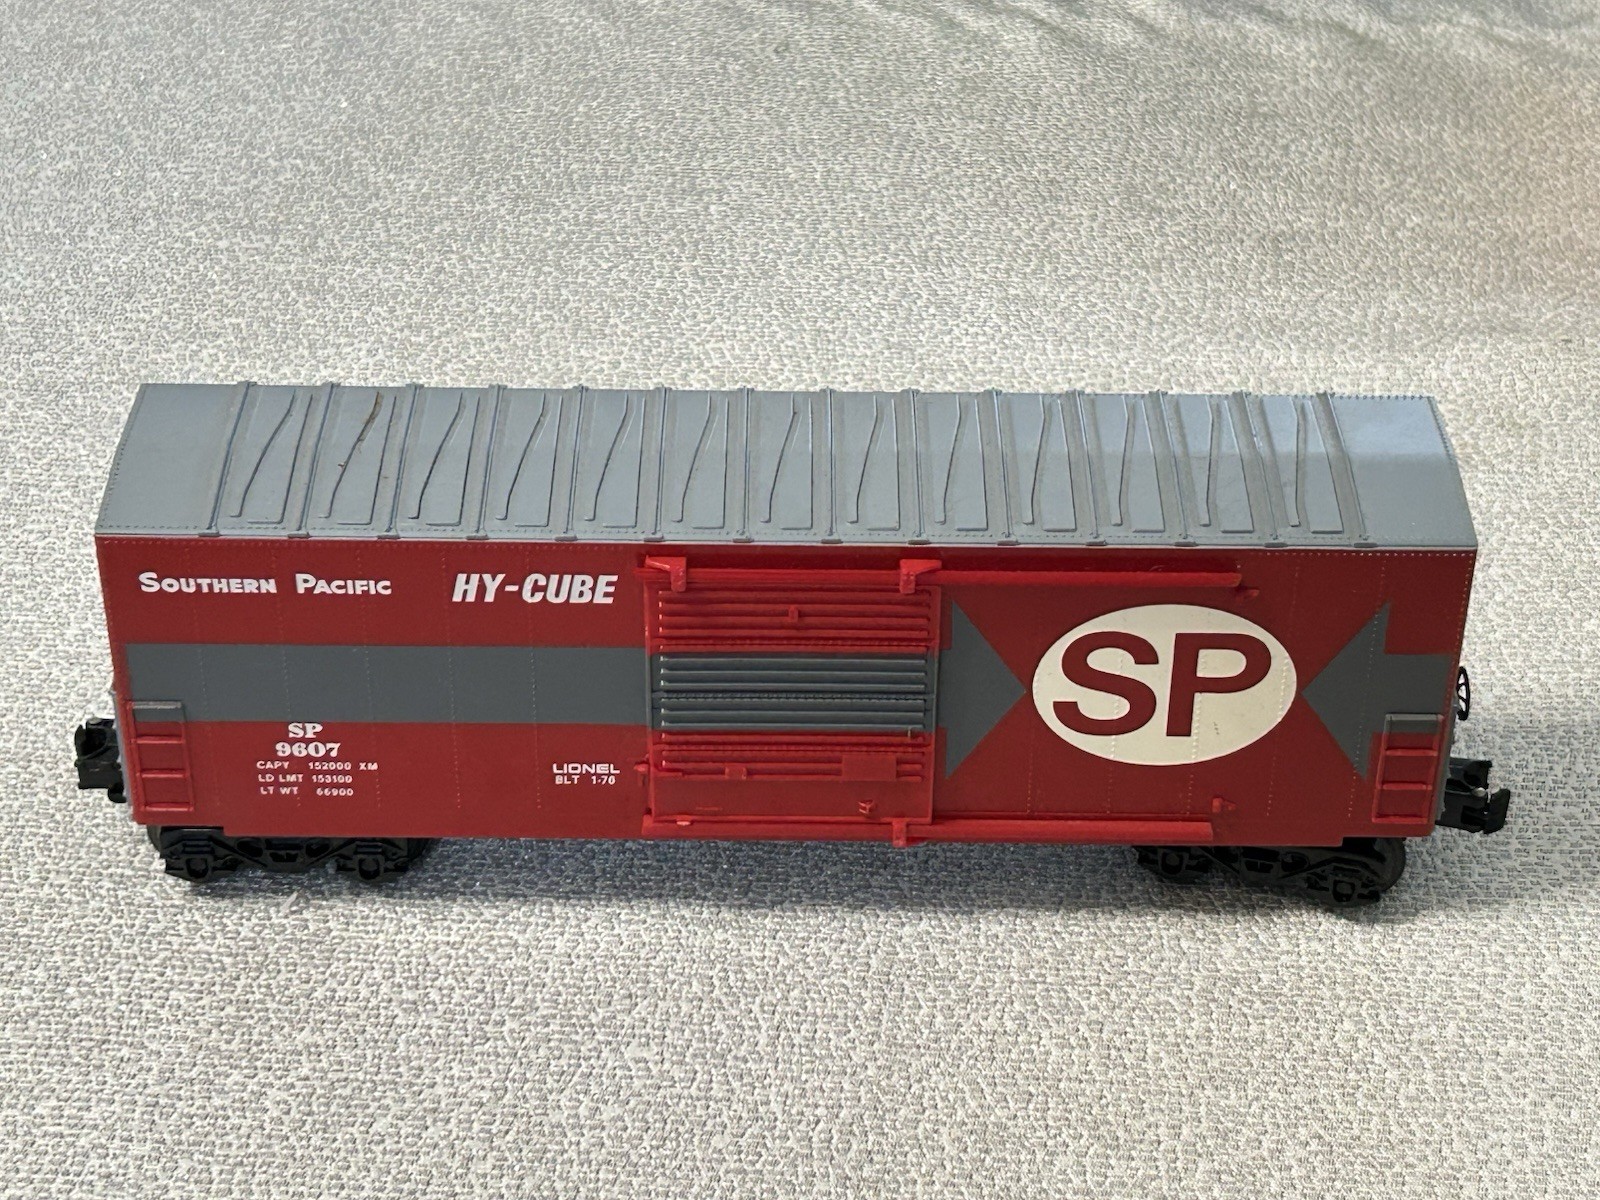 SOUTHERN PACIFIC HY-CUBE
SP
SP
9607
CAPY 152000 XM
LD LMT 153100
LT WT 66900
LIONEL
BLT 1-76